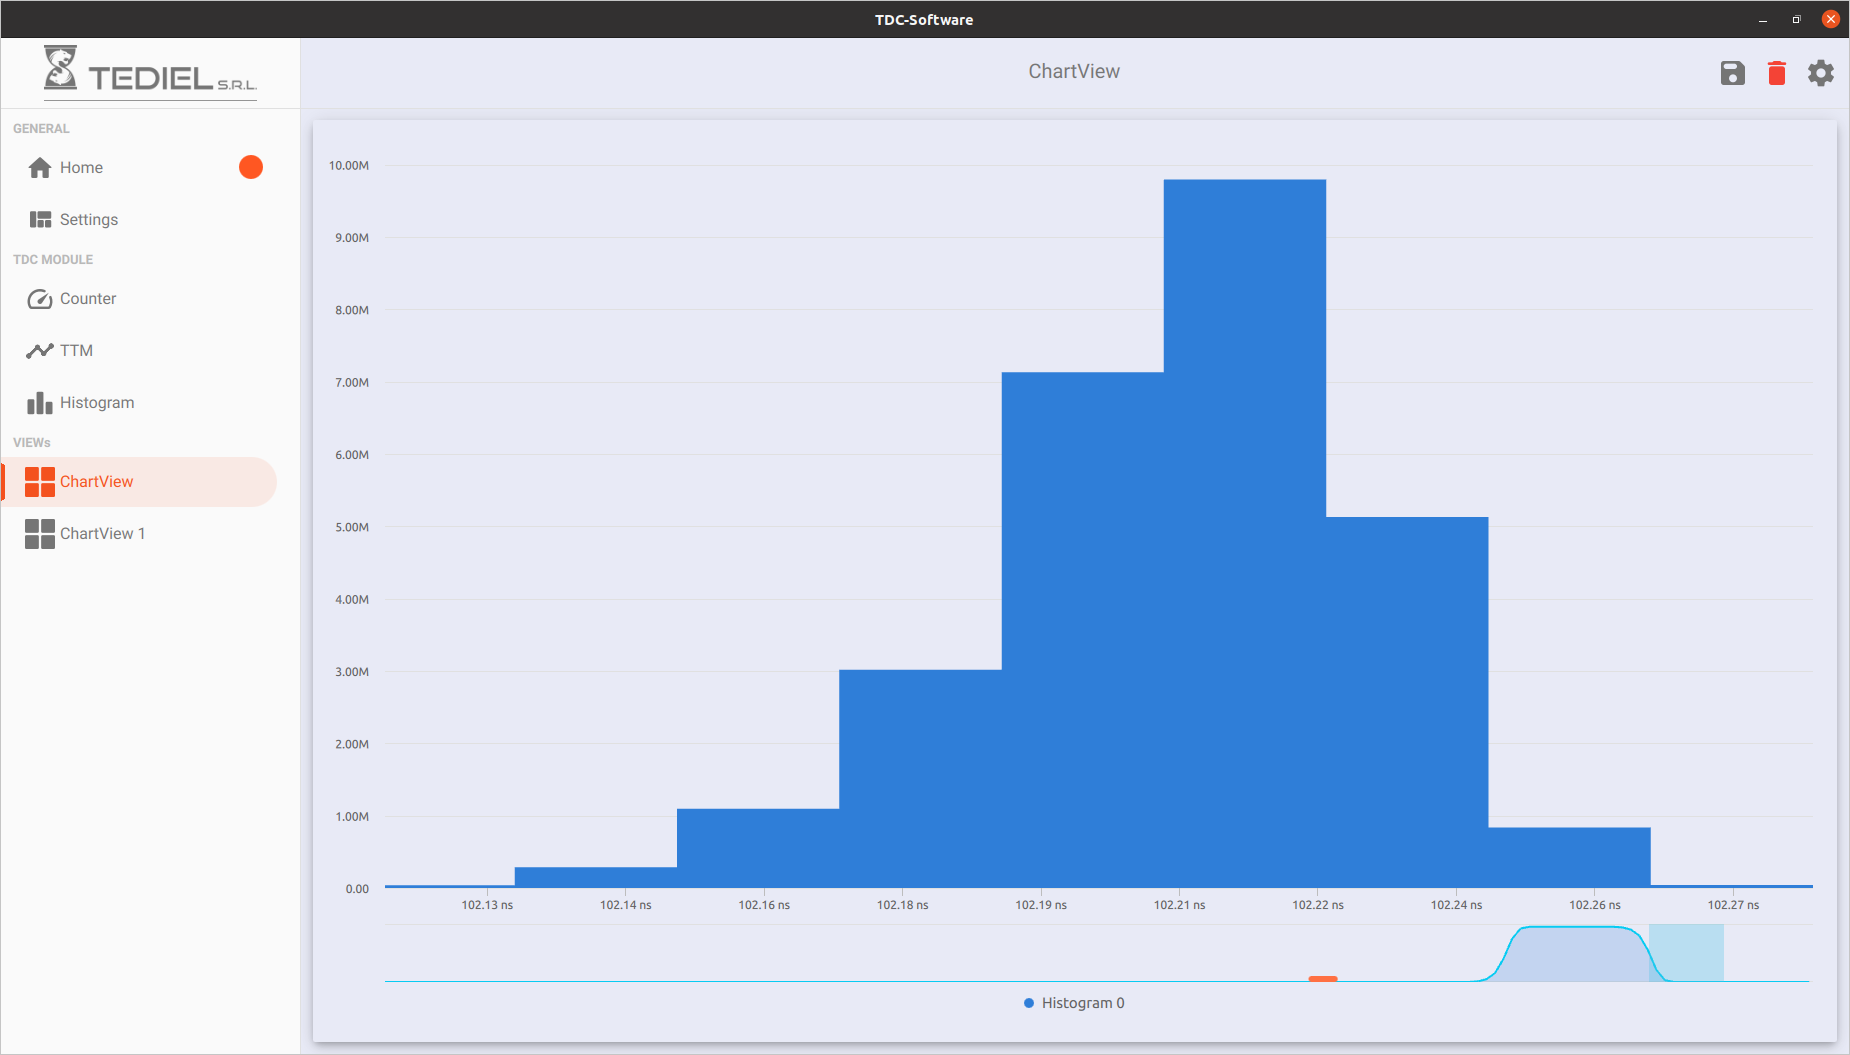 TDC-Software
TEDIEL S.R.L.
ChartView
GENERAL
Home
Settings
TDC MODULE
Counter
TTM
Histogram
VIEWs
ChartView
ChartView 1
10.00M
9.00M
8.00M
7.00M
6.00M
5.00M
4.00M
3.00M
2.00M
1.00M
0.00
102.13 ns 102.14 ns 102.16 ns 102.18 ns 102.19 ns 102.21 ns 102.22 ns 102.24 ns 102.26 ns 102.27 ns
Histogram 0